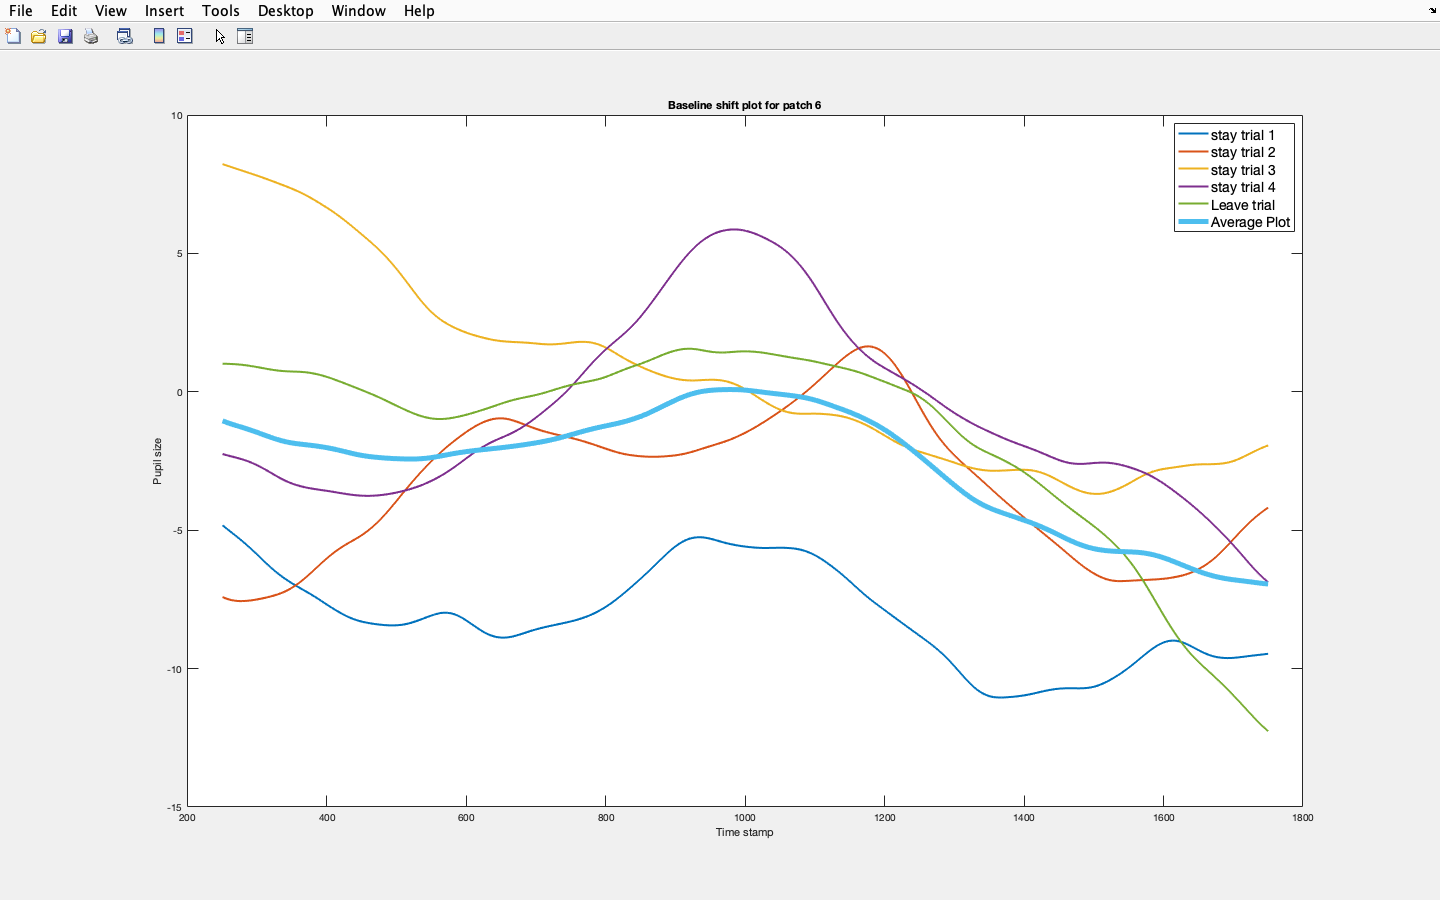 File Edit View Insert Tools Desktop Window Help
Baseline shift plot for patch 6
10
5
0
-5
-10
-15
Pupil size
stay trial 1
stay trial 2
stay trial 3
stay trial 4
Leave trial
Average Plot
200 400 600 800 1000 1200 1400 1600 1800
Time stamp